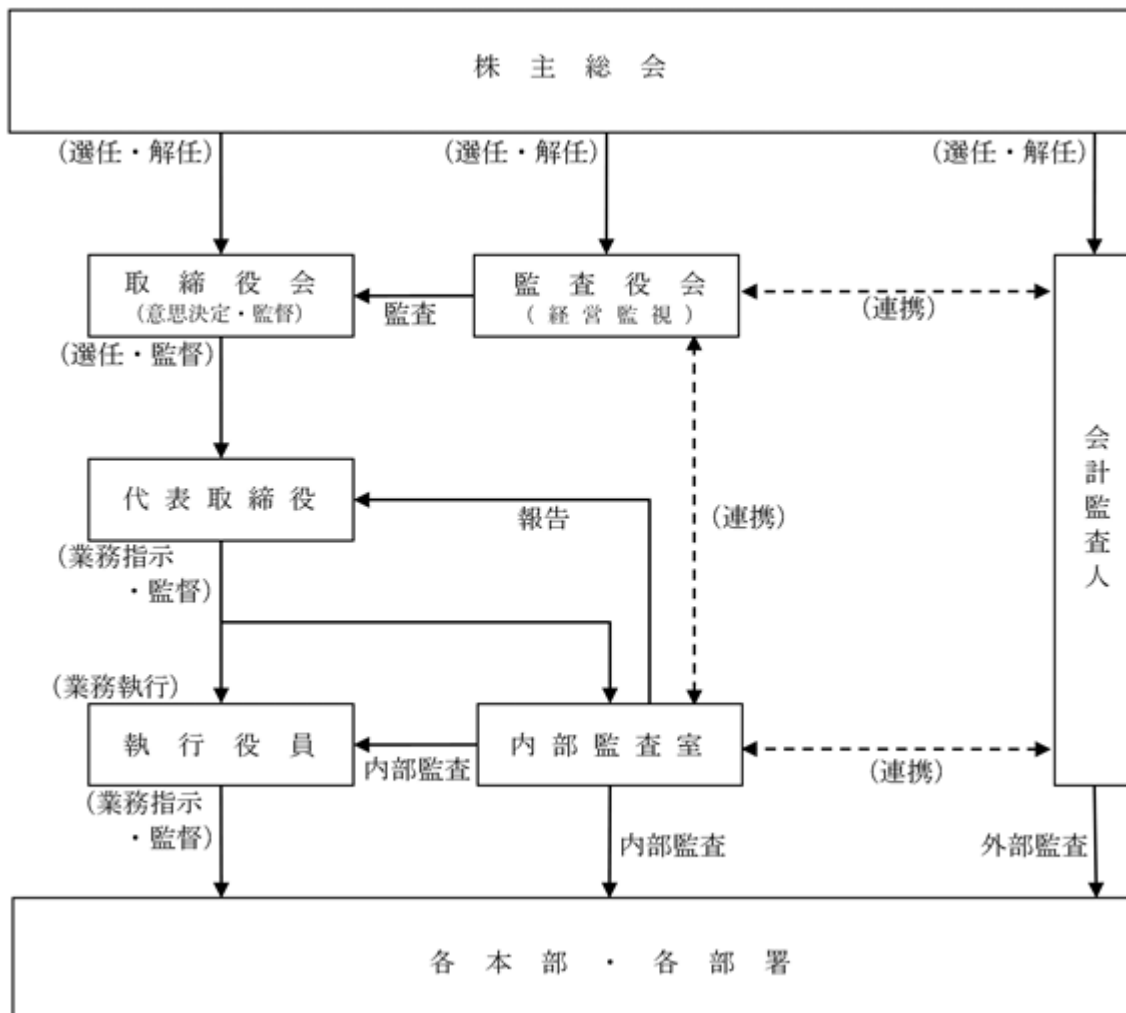 株主総会
(選任・解任)
(選任・解任)
(選任・解任)
取締役会
(意思決定・監督)
監査
監査役会
(経営監視)
(連携)
(選任・監督)
会計監査人
代表取締役
報告
(連携)
(業務指示
・監督)
(業務執行)
執行役員
内部監査
内部監査室
(連携)
(業務指示
・監督)
内部監査
外部監査
各本部・各部署